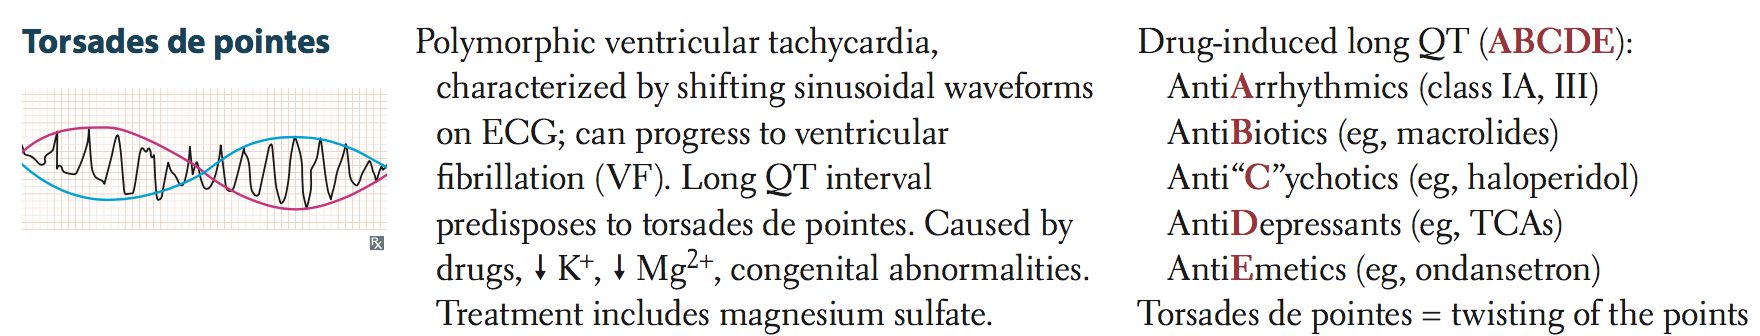 Torsades de pointes
Polymorphic ventricular tachycardia,
characterized by shifting sinusoidal waveforms
on ECG; can progress to ventricular
fibrillation (VF). Long QT interval
predisposes to torsades de pointes. Caused by
drugs, ↓ K⁺, ↓ Mg²⁺, congenital abnormalities.
Treatment includes magnesium sulfate.
Drug-induced long QT (ABCDE):
AntiArrhythmics (class IA, III)
AntiBiotics (eg, macrolides)
Anti“C”ychotics (eg, haloperidol)
AntiDepressants (eg, TCAs)
AntiEmetics (eg, ondansetron)
Torsades de pointes = twisting of the points
℞